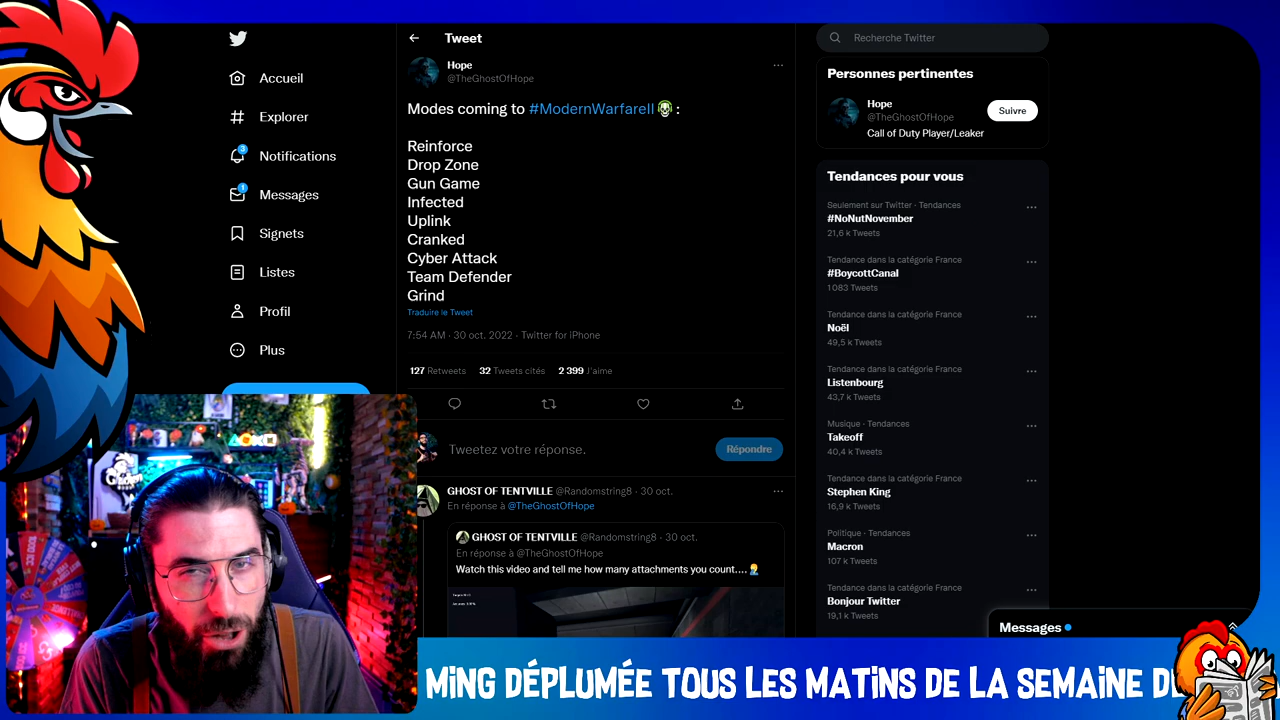 Accueil
Explorer
3
Notifications
1
Messages
Signets
Listes
Profil
Plus
Tweet
Hope
@TheGhostOfHope
Modes coming to #ModernWarfareII :
Reinforce
Drop Zone
Gun Game
Infected
Uplink
Cranked
Cyber Attack
Team Defender
Grind
Traduire le Tweet
7:54 AM · 30 oct. 2022 · Twitter for iPhone
127 Retweets 32 Tweets cités 2 399 J'aime
Tweetez votre réponse.
Répondre
GHOST OF TENTVILLE @Randomstring8 · 30 oct.
En réponse à @TheGhostOfHope
GHOST OF TENTVILLE @Randomstring8 · 30 oct.
En réponse à @TheGhostOfHope
Watch this video and tell me how many attachments you count....
Recherche Twitter
Personnes pertinentes
Hope
@TheGhostOfHope
Suivre
Call of Duty Player/Leaker
Tendances pour vous
Seulement sur Twitter · Tendances
#NoNutNovember
21,6 k Tweets
Tendance dans la catégorie France
#BoycottCanal
1 083 Tweets
Tendance dans la catégorie France
Noël
49,5 k Tweets
Tendance dans la catégorie France
Listenbourg
43,7 k Tweets
Musique · Tendances
Takeoff
40,4 k Tweets
Tendance dans la catégorie France
Stephen King
16,9 k Tweets
Politique · Tendances
Macron
107 k Tweets
Tendance dans la catégorie France
Bonjour Twitter
19,1 k Tweets
Messages
MING DÉPLUMÉE TOUS LES MATINS DE LA SEMAINE